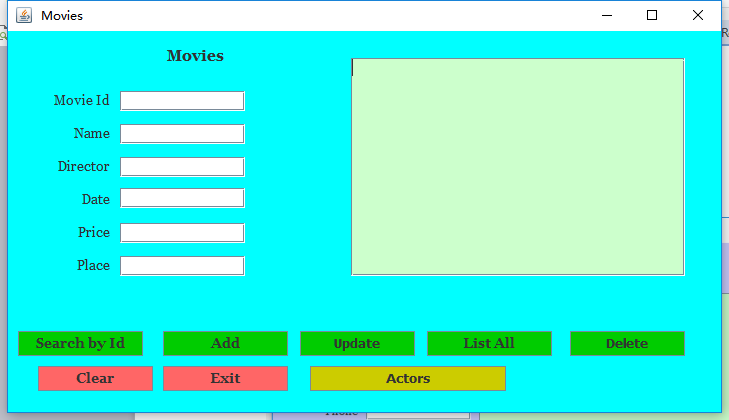 Movies
Movies
Movie Id
Name
Director
Date
Price
Place
Search by Id Add Update List All Delete
Clear Exit Actors